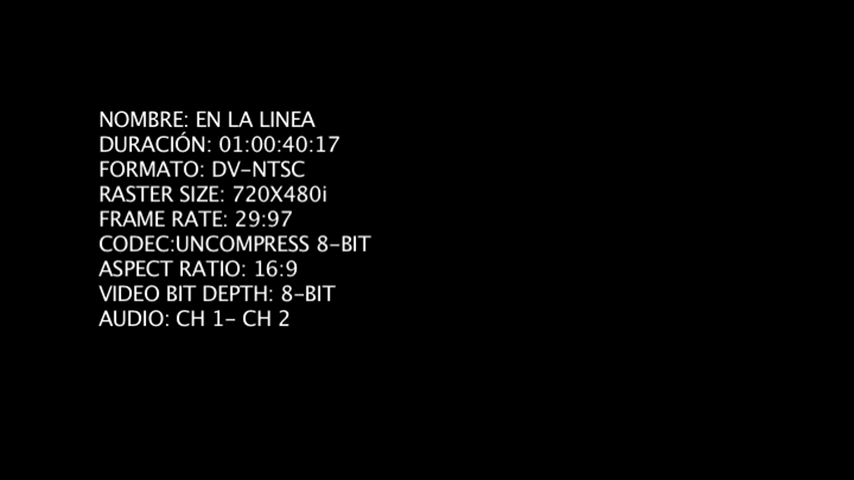 NOMBRE: EN LA LINEA
DURACIÓN: 01:00:40:17
FORMATO: DV-NTSC
RASTER SIZE: 720X480i
FRAME RATE: 29:97
CODEC:UNCOMPRESS 8-BIT
ASPECT RATIO: 16:9
VIDEO BIT DEPTH: 8-BIT
AUDIO: CH 1- CH 2